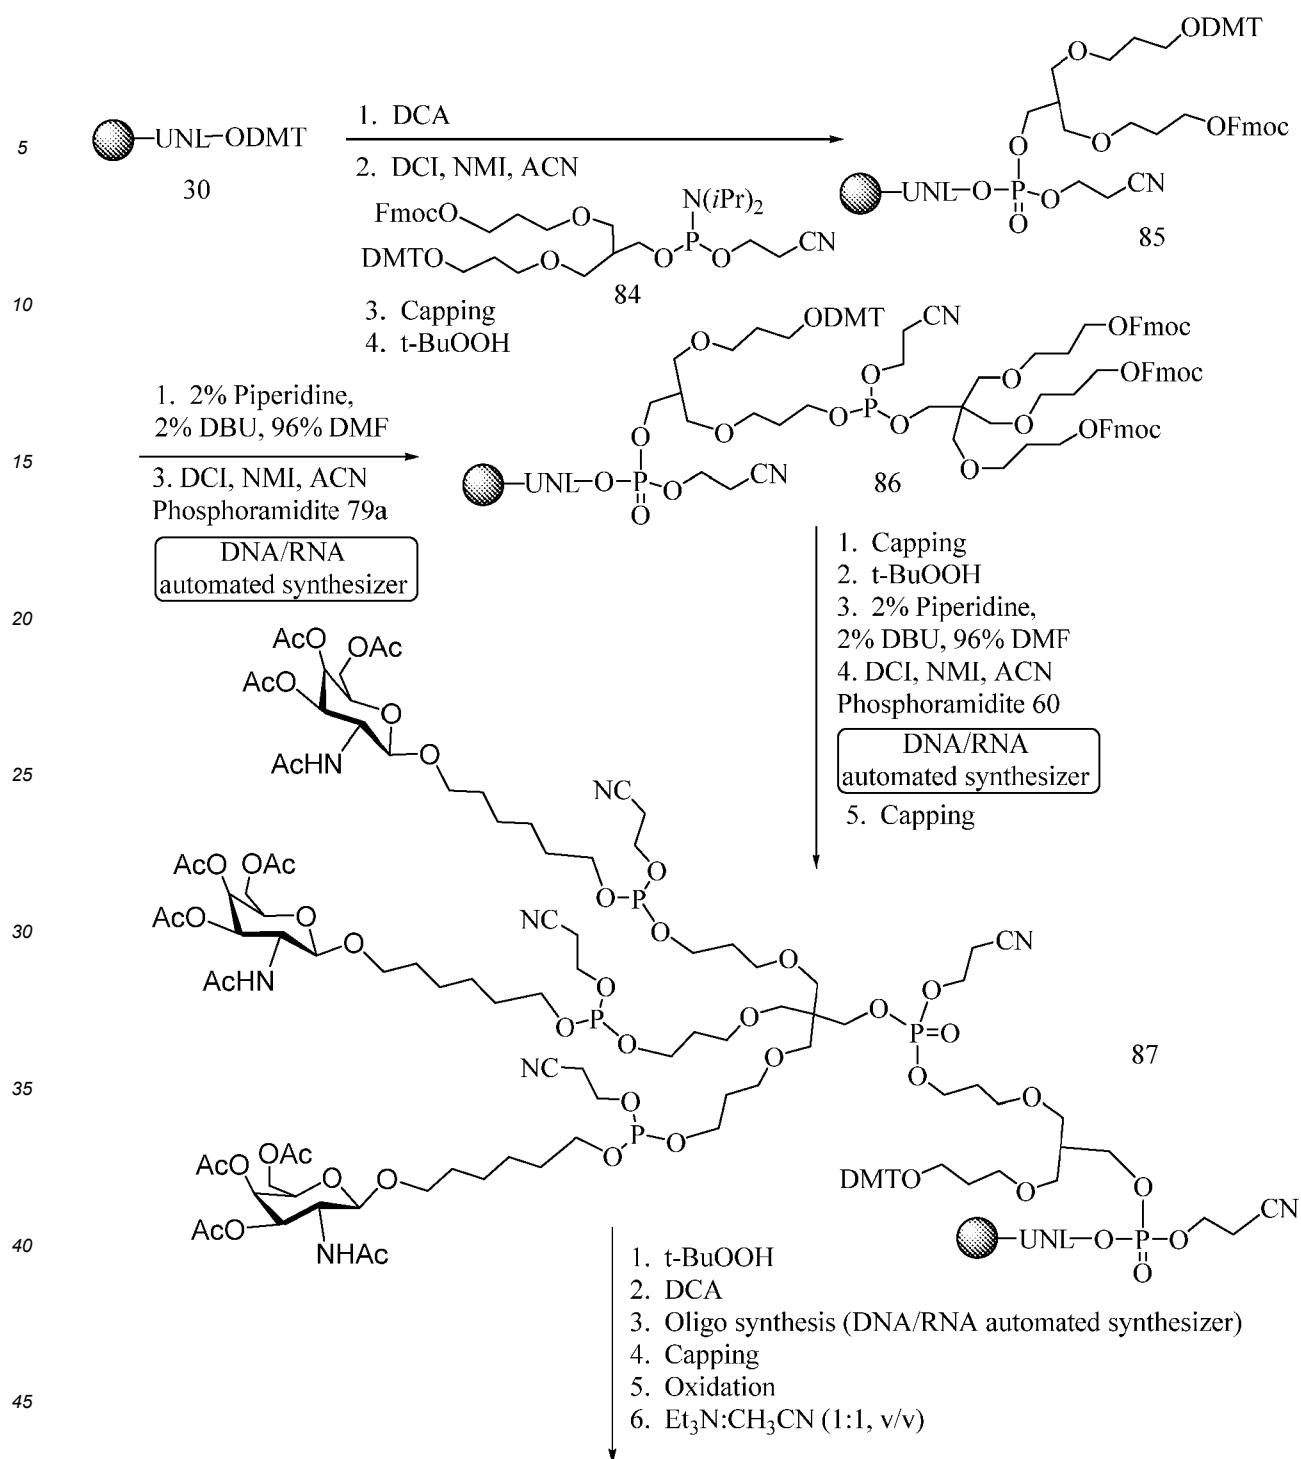 ODMT
O
O
OFmoc
1. DCA
5
UNL—ODMT
O
30
2. DCI, NMI, ACN
UNL—O—P—O
CN
O
85
FmocO
O
N(iPr)2
DMTO
O
O
P
O
CN
84
10
3. Capping
4. t-BuOOH
ODMT
CN
O
OFmoc
1. 2% Piperidine,
2% DBU, 96% DMF
O
O
OFmoc
O
O
P
O
O
OFmoc
O
O
15
3. DCI, NMI, ACN
Phosphoramidite 79a
UNL—O—P—O
CN
O
86
DNA/RNA
automated synthesizer
1. Capping
2. t-BuOOH
3. 2% Piperidine,
2% DBU, 96% DMF
4. DCI, NMI, ACN
Phosphoramidite 60
DNA/RNA
automated synthesizer
5. Capping
20
AcO
OAc
AcO
O
AcHN
O
25
NC
O
O—P
O
AcO
OAc
AcO
O
AcHN
O
30
NC
O
O
CN
O
O
P
O
O
O
O
P=O
87
NC
O
35
O
O
P
O
O
AcO
OAc
O
O
AcO
NHAc
DMTO
O
O
CN
40
UNL—O—P—O
O
1. t-BuOOH
2. DCA
3. Oligo synthesis (DNA/RNA automated synthesizer)
4. Capping
5. Oxidation
45
6. Et3N:CH3CN (1:1, v/v)